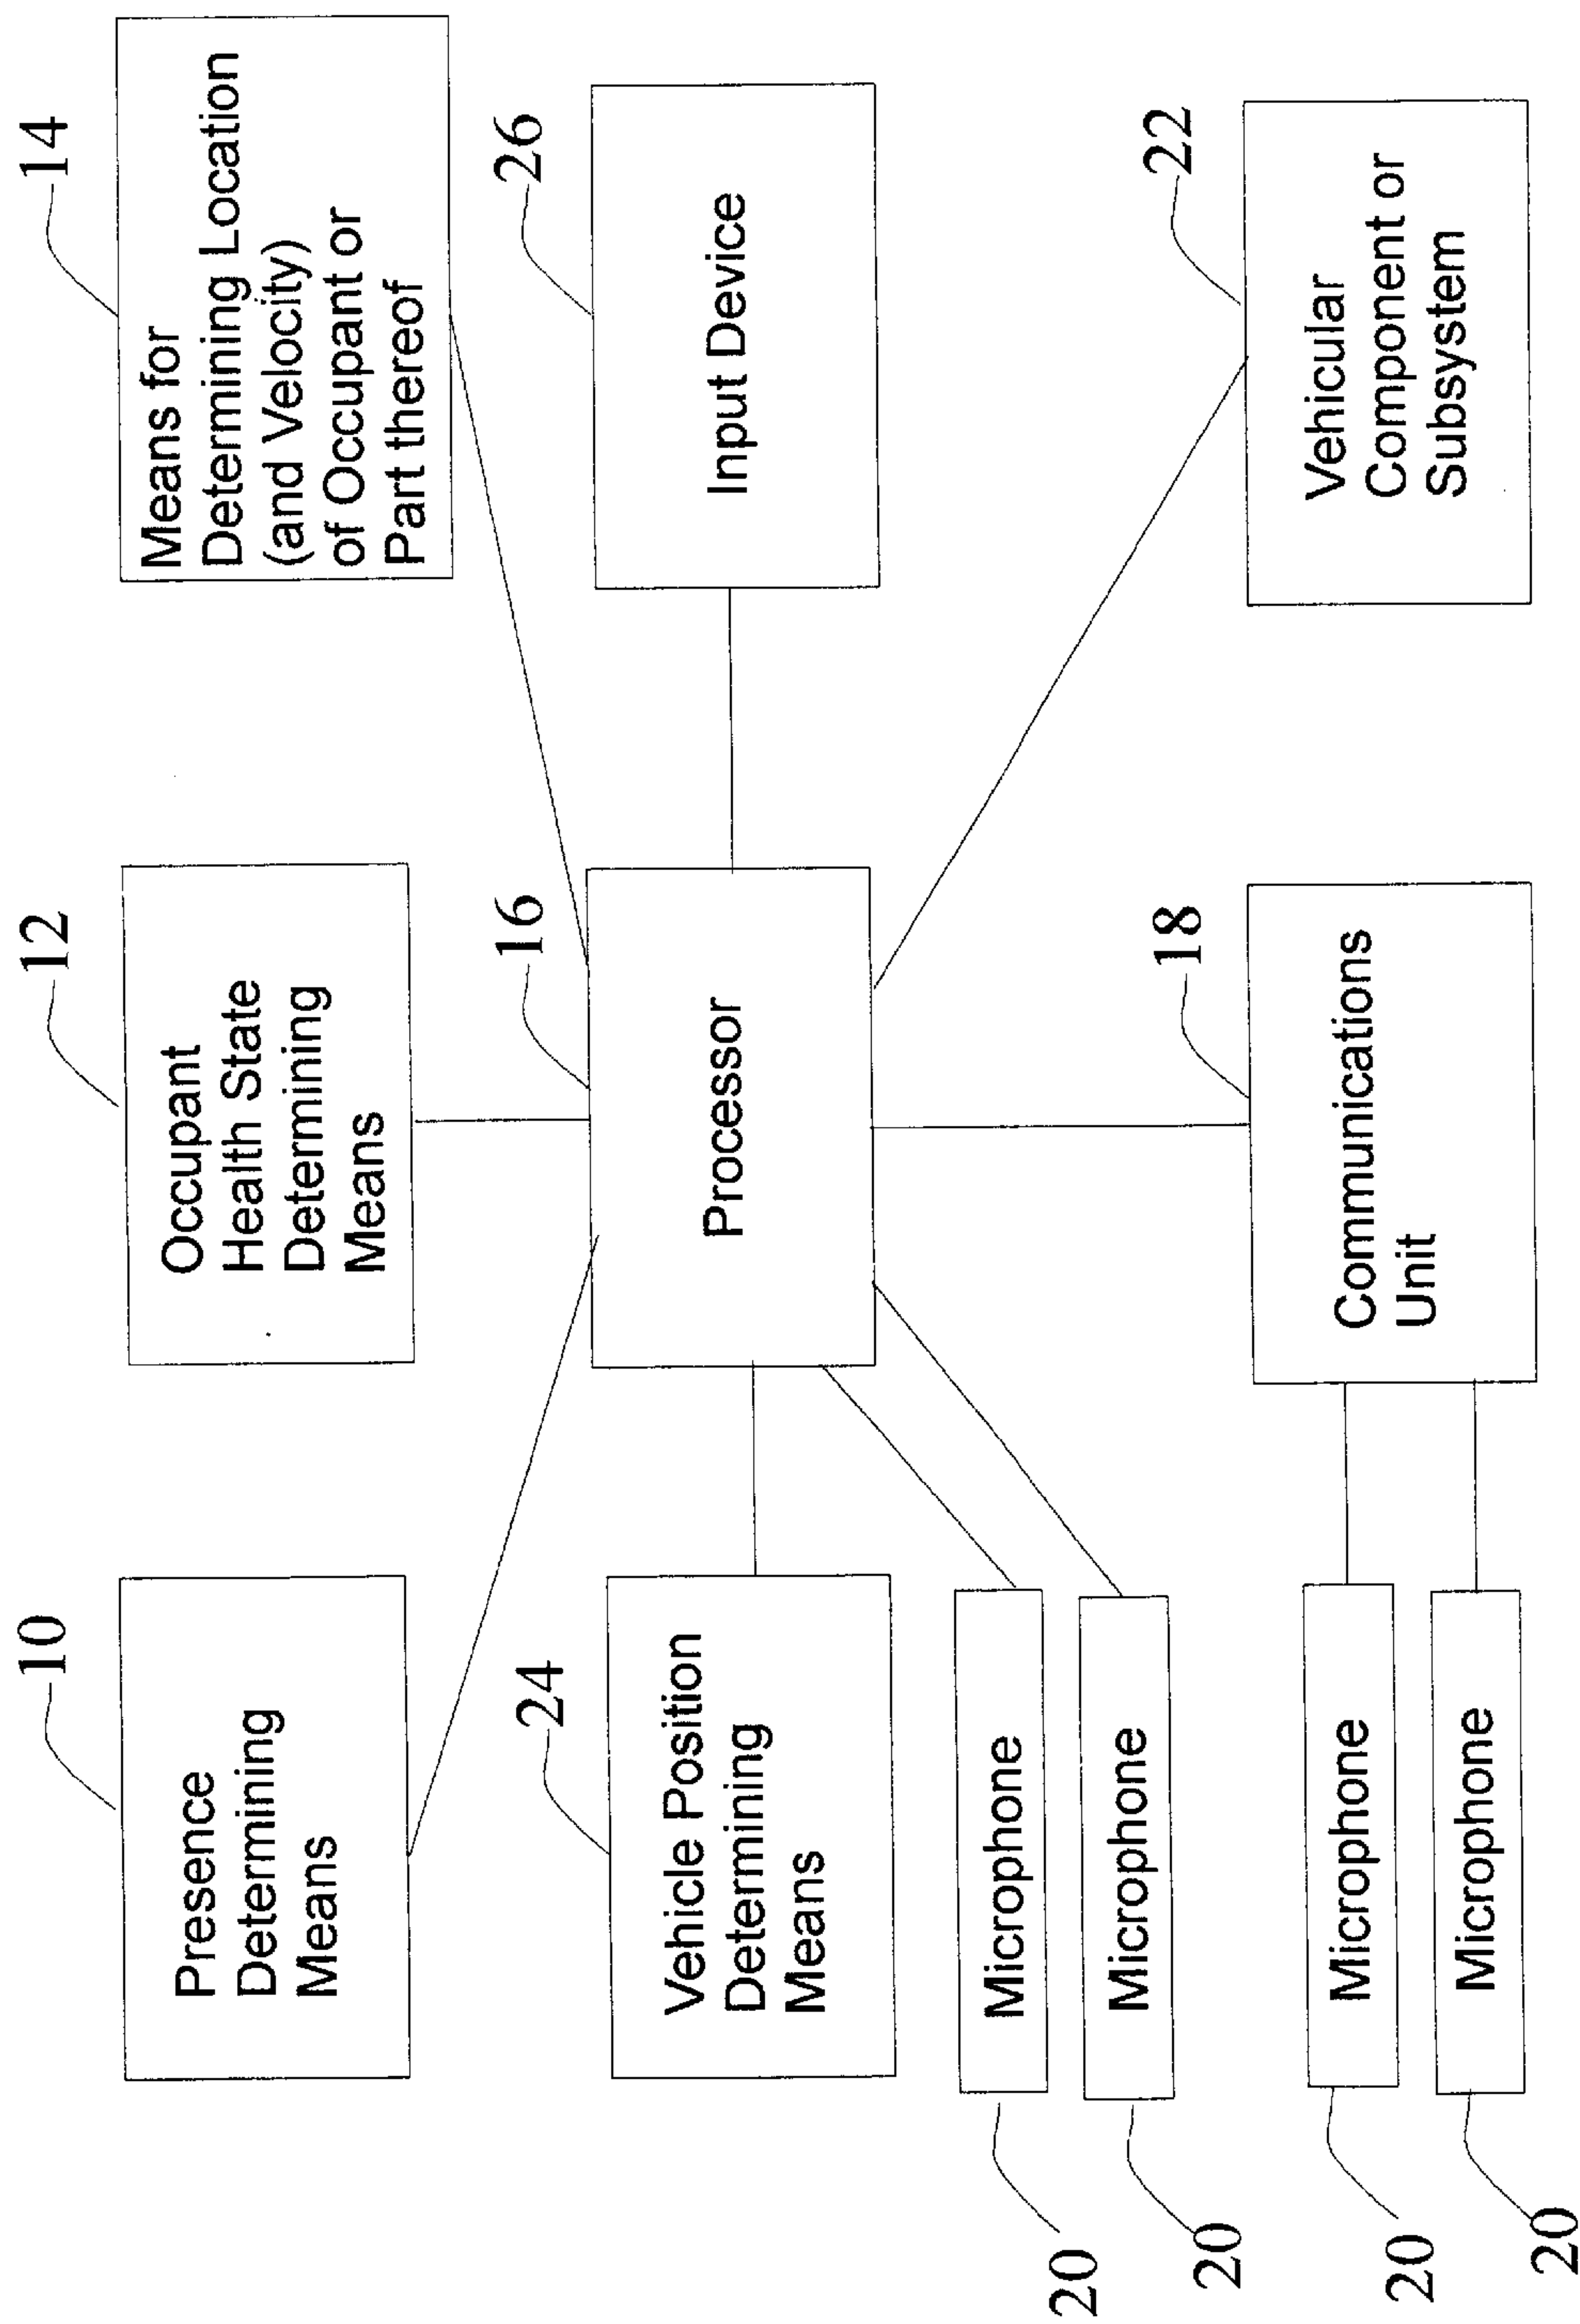 10
Presence
Determining
Means
12
Occupant
Health State
Determining
Means
14
Means for
Determining Location
(and Velocity)
of Occupant or
Part thereof
24
Vehicle Position
Determining
Means
16
Processor
26
Input Device
20
Microphone
20
Microphone
20
Microphone
20
Microphone
18
Communications
Unit
22
Vehicular
Component or
Subsystem